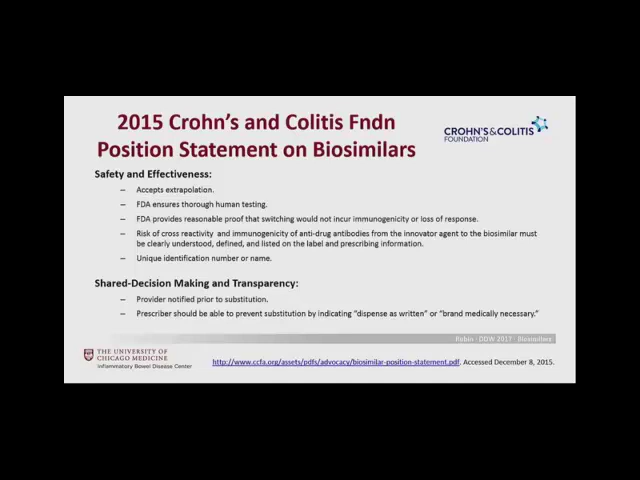 2015 Crohn's and Colitis Fndn
Position Statement on Biosimilars
CROHN'S & COLITIS
FOUNDATION
Safety and Effectiveness:
– Accepts extrapolation.
– FDA ensures thorough human testing.
– FDA provides reasonable proof that switching would not incur immunogenicity or loss of response.
– Risk of cross reactivity and immunogenicity of anti-drug antibodies from the innovator agent to the biosimilar must
be clearly understood, defined, and listed on the label and prescribing information.
– Unique identification number or name.
Shared-Decision Making and Transparency:
– Provider notified prior to substitution.
– Prescriber should be able to prevent substitution by indicating "dispense as written" or "brand medically necessary."
Rubin | DDW 2017 | Biosimilars
THE UNIVERSITY OF
CHICAGO MEDICINE
Inflammatory Bowel Disease Center
http://www.ccfa.org/assets/pdfs/advocacy/biosimilar-position-statement.pdf, Accessed December 8, 2015.